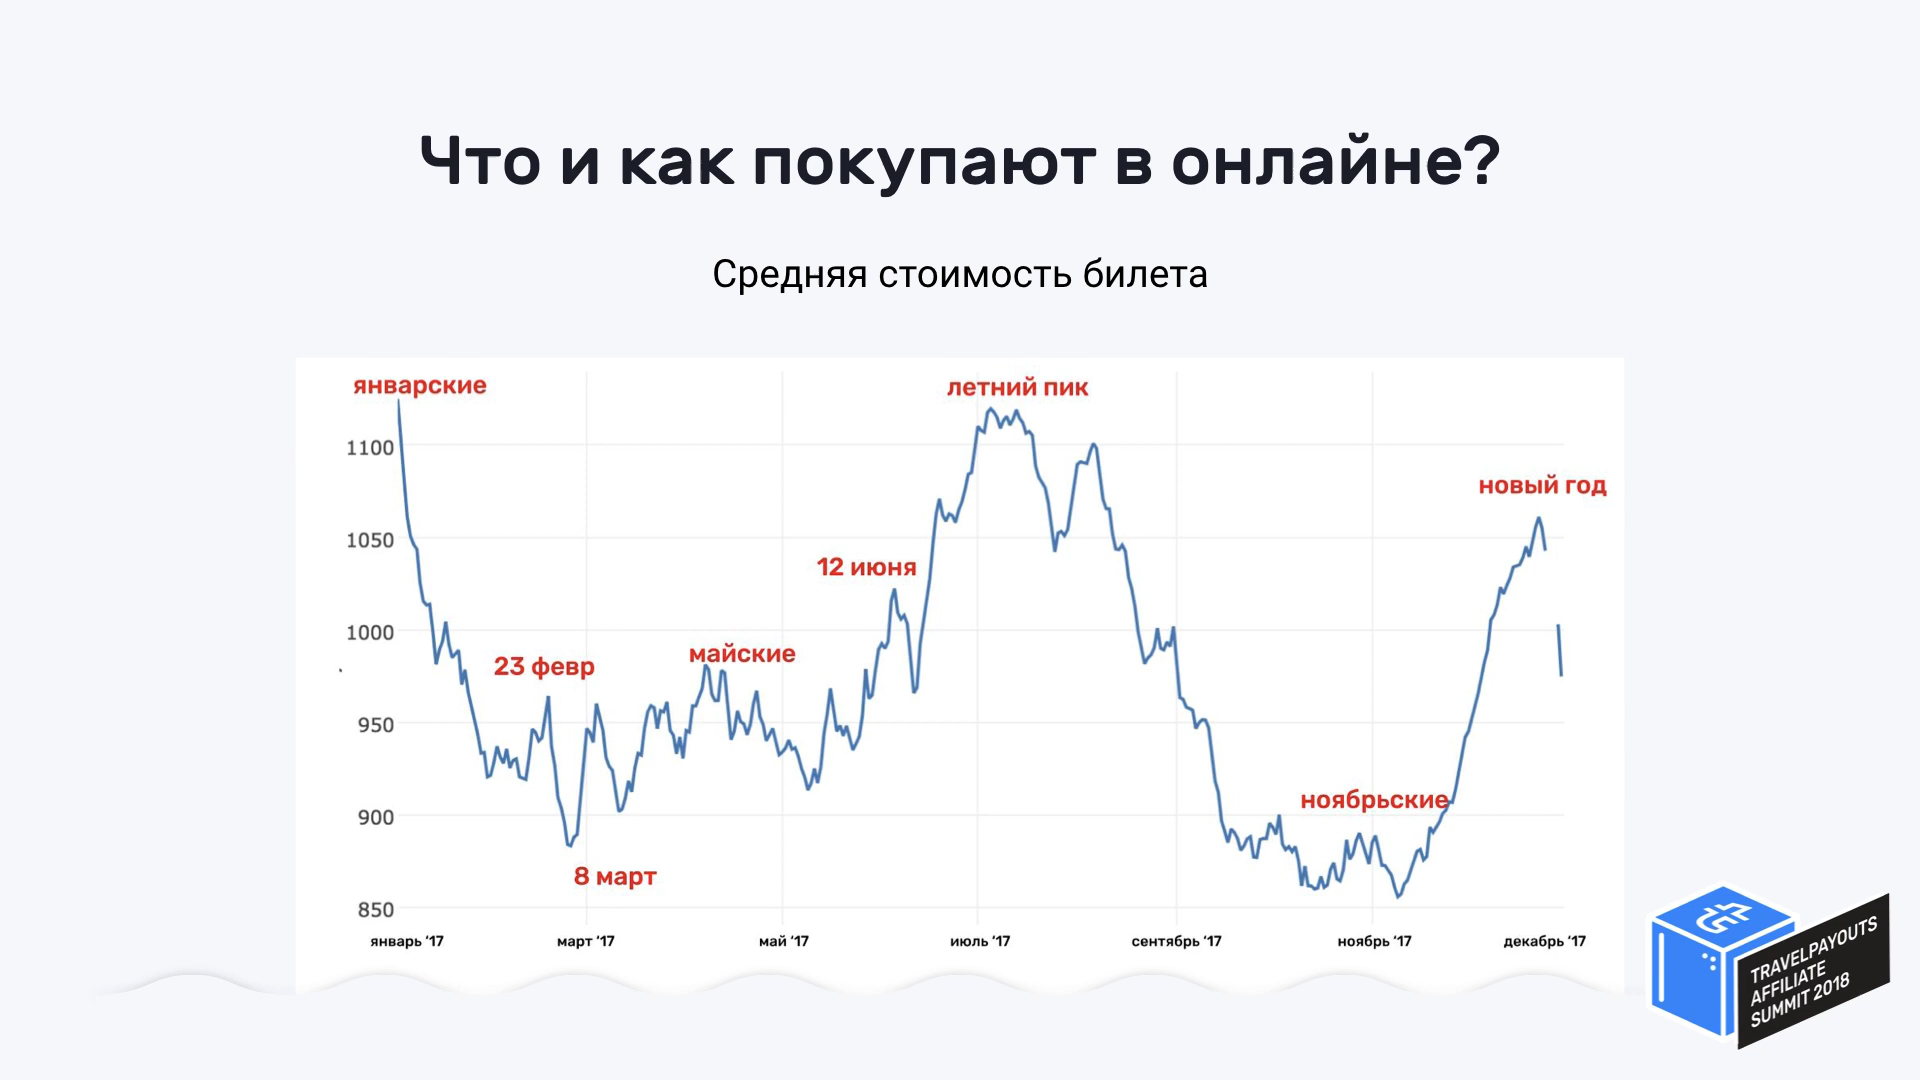 Что и как покупают в онлайне?
Средняя стоимость билета
январские
летний пик
1100
новый год
1050
12 июня
1000
майские
23 февр
950
ноябрьские
900
8 март
850
январь ‘17
март ‘17
май ‘17
июль ‘17
сентябрь ‘17
ноябрь ‘17
декабрь ‘17
TRAVELPAYOUTS
AFFILIATE
SUMMIT 2018